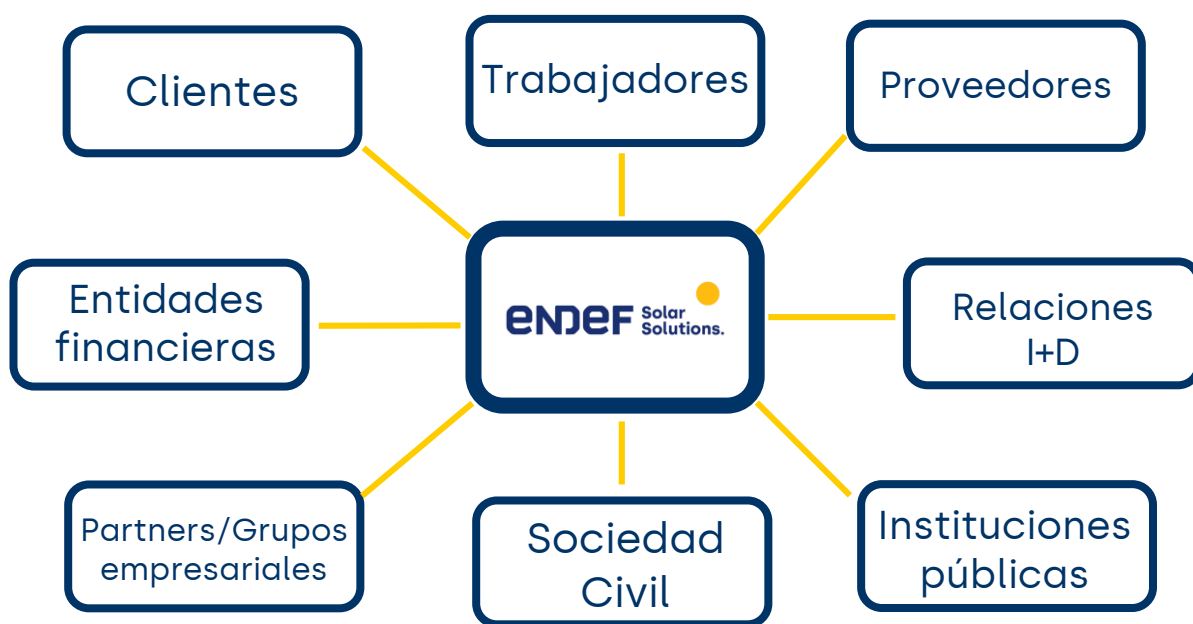 Clientes
Trabajadores
Proveedores
Entidades
financieras
ENDEF Solar
Solutions.
Relaciones
I+D
Partners/Grupos
empresariales
Sociedad
Civil
Instituciones
públicas